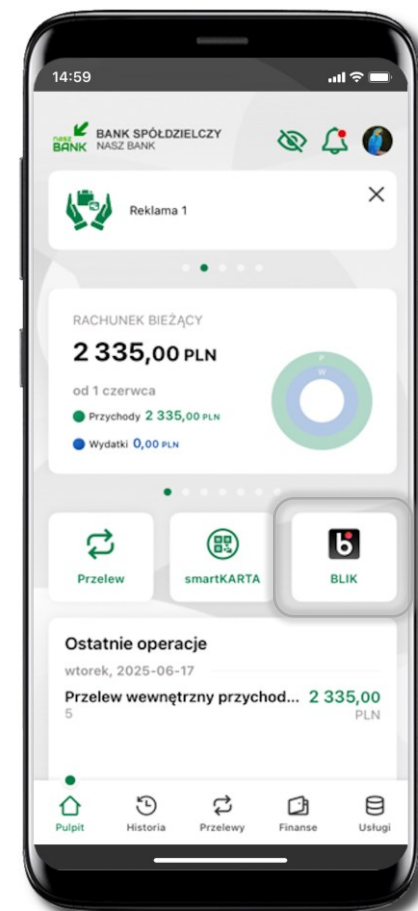 14:59
NASZ BANK
BANK SPÓŁDZIELCZY
NASZ BANK
Reklama 1
RACHUNEK BIEŻĄCY
2 335,00 PLN
od 1 czerwca
Przychody 2 335,00 PLN
Wydatki 0,00 PLN
P
W
Przelew
smartKARTA
BLIK
Ostatnie operacje
wtorek, 2025-06-17
Przelew wewnętrzny przychod... 2 335,00
5 PLN
Pulpit Historia Przelewy Finanse Usługi